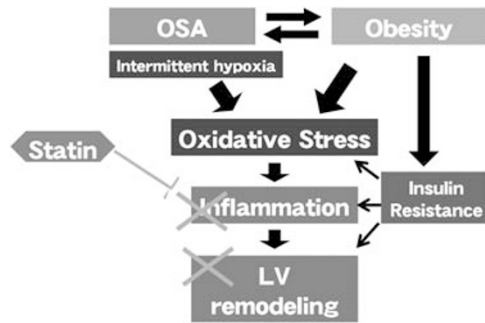 OSA
Obesity
Intermittent hypoxia
Oxidative Stress
Statin
Inflammation
Insulin
Resistance
LV
remodeling